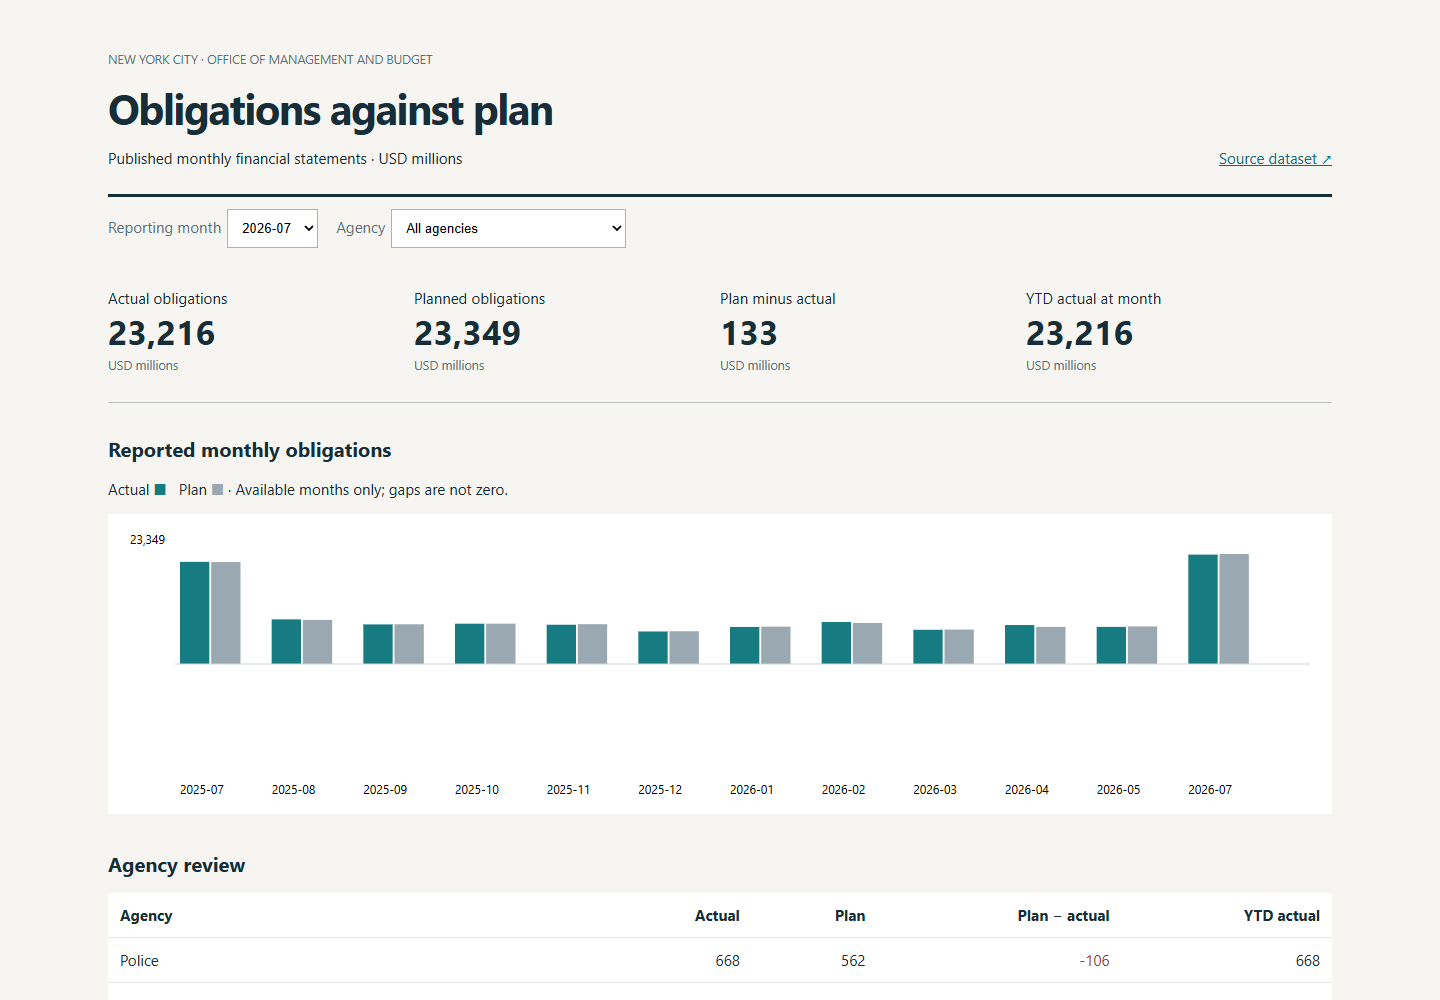 NEW YORK CITY · OFFICE OF MANAGEMENT AND BUDGET
Obligations against plan
Published monthly financial statements · USD millions
Source dataset ↗
Reporting month 2026-07 Agency All agencies
Actual obligations Planned obligations Plan minus actual YTD actual at month
23,216 23,349 133 23,216
USD millions USD millions USD millions USD millions
Reported monthly obligations
Actual Plan · Available months only; gaps are not zero.
23,349
2025-07 2025-08 2025-09 2025-10 2025-11 2025-12 2026-01 2026-02 2026-03 2026-04 2026-05 2026-07
Agency review
Agency Actual Plan Plan − actual YTD actual
Police 668 562 -106 668